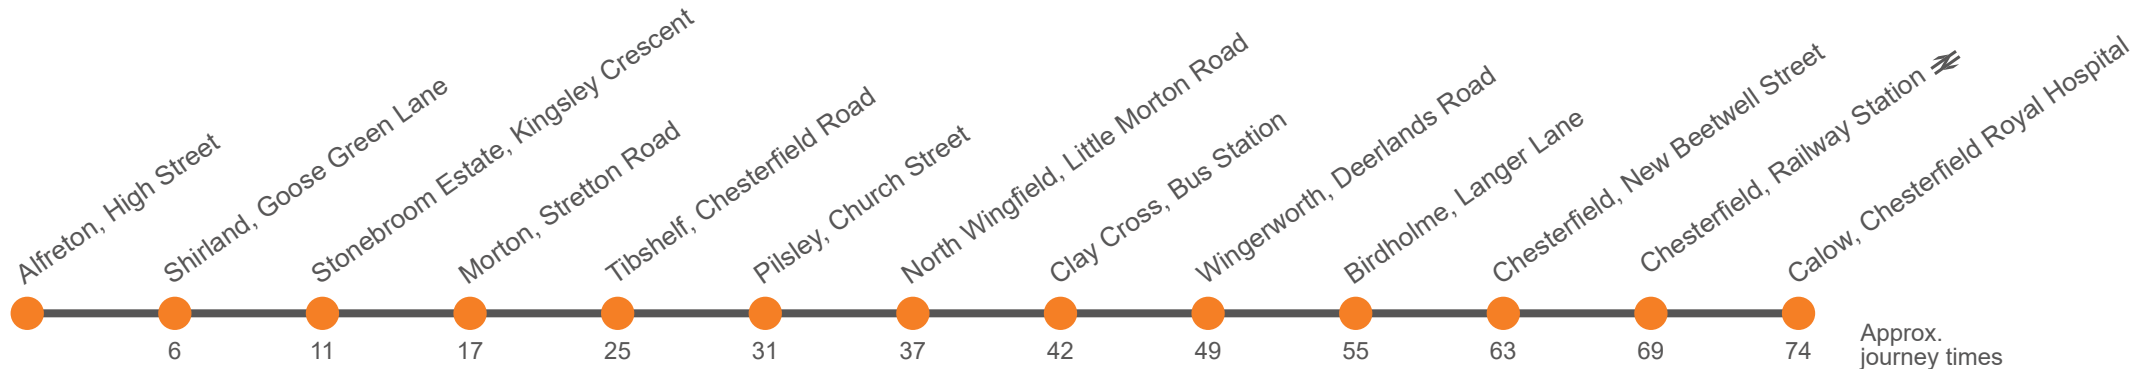 Alfreton, High Street
Shirland, Goose Green Lane
Stonebroom Estate, Kingsley Crescent
Morton, Stretton Road
Tibshelf, Chesterfield Road
Pilsley, Church Street
North Wingfield, Little Morton Road
Clay Cross, Bus Station
Wingerworth, Deerlands Road
Birdholme, Langer Lane
Chesterfield, New Beetwell Street
Chesterfield, Railway Station
Calow, Chesterfield Royal Hospital
6 11 17 25 31 37 42 49 55 63 69 74
Approx.
journey times